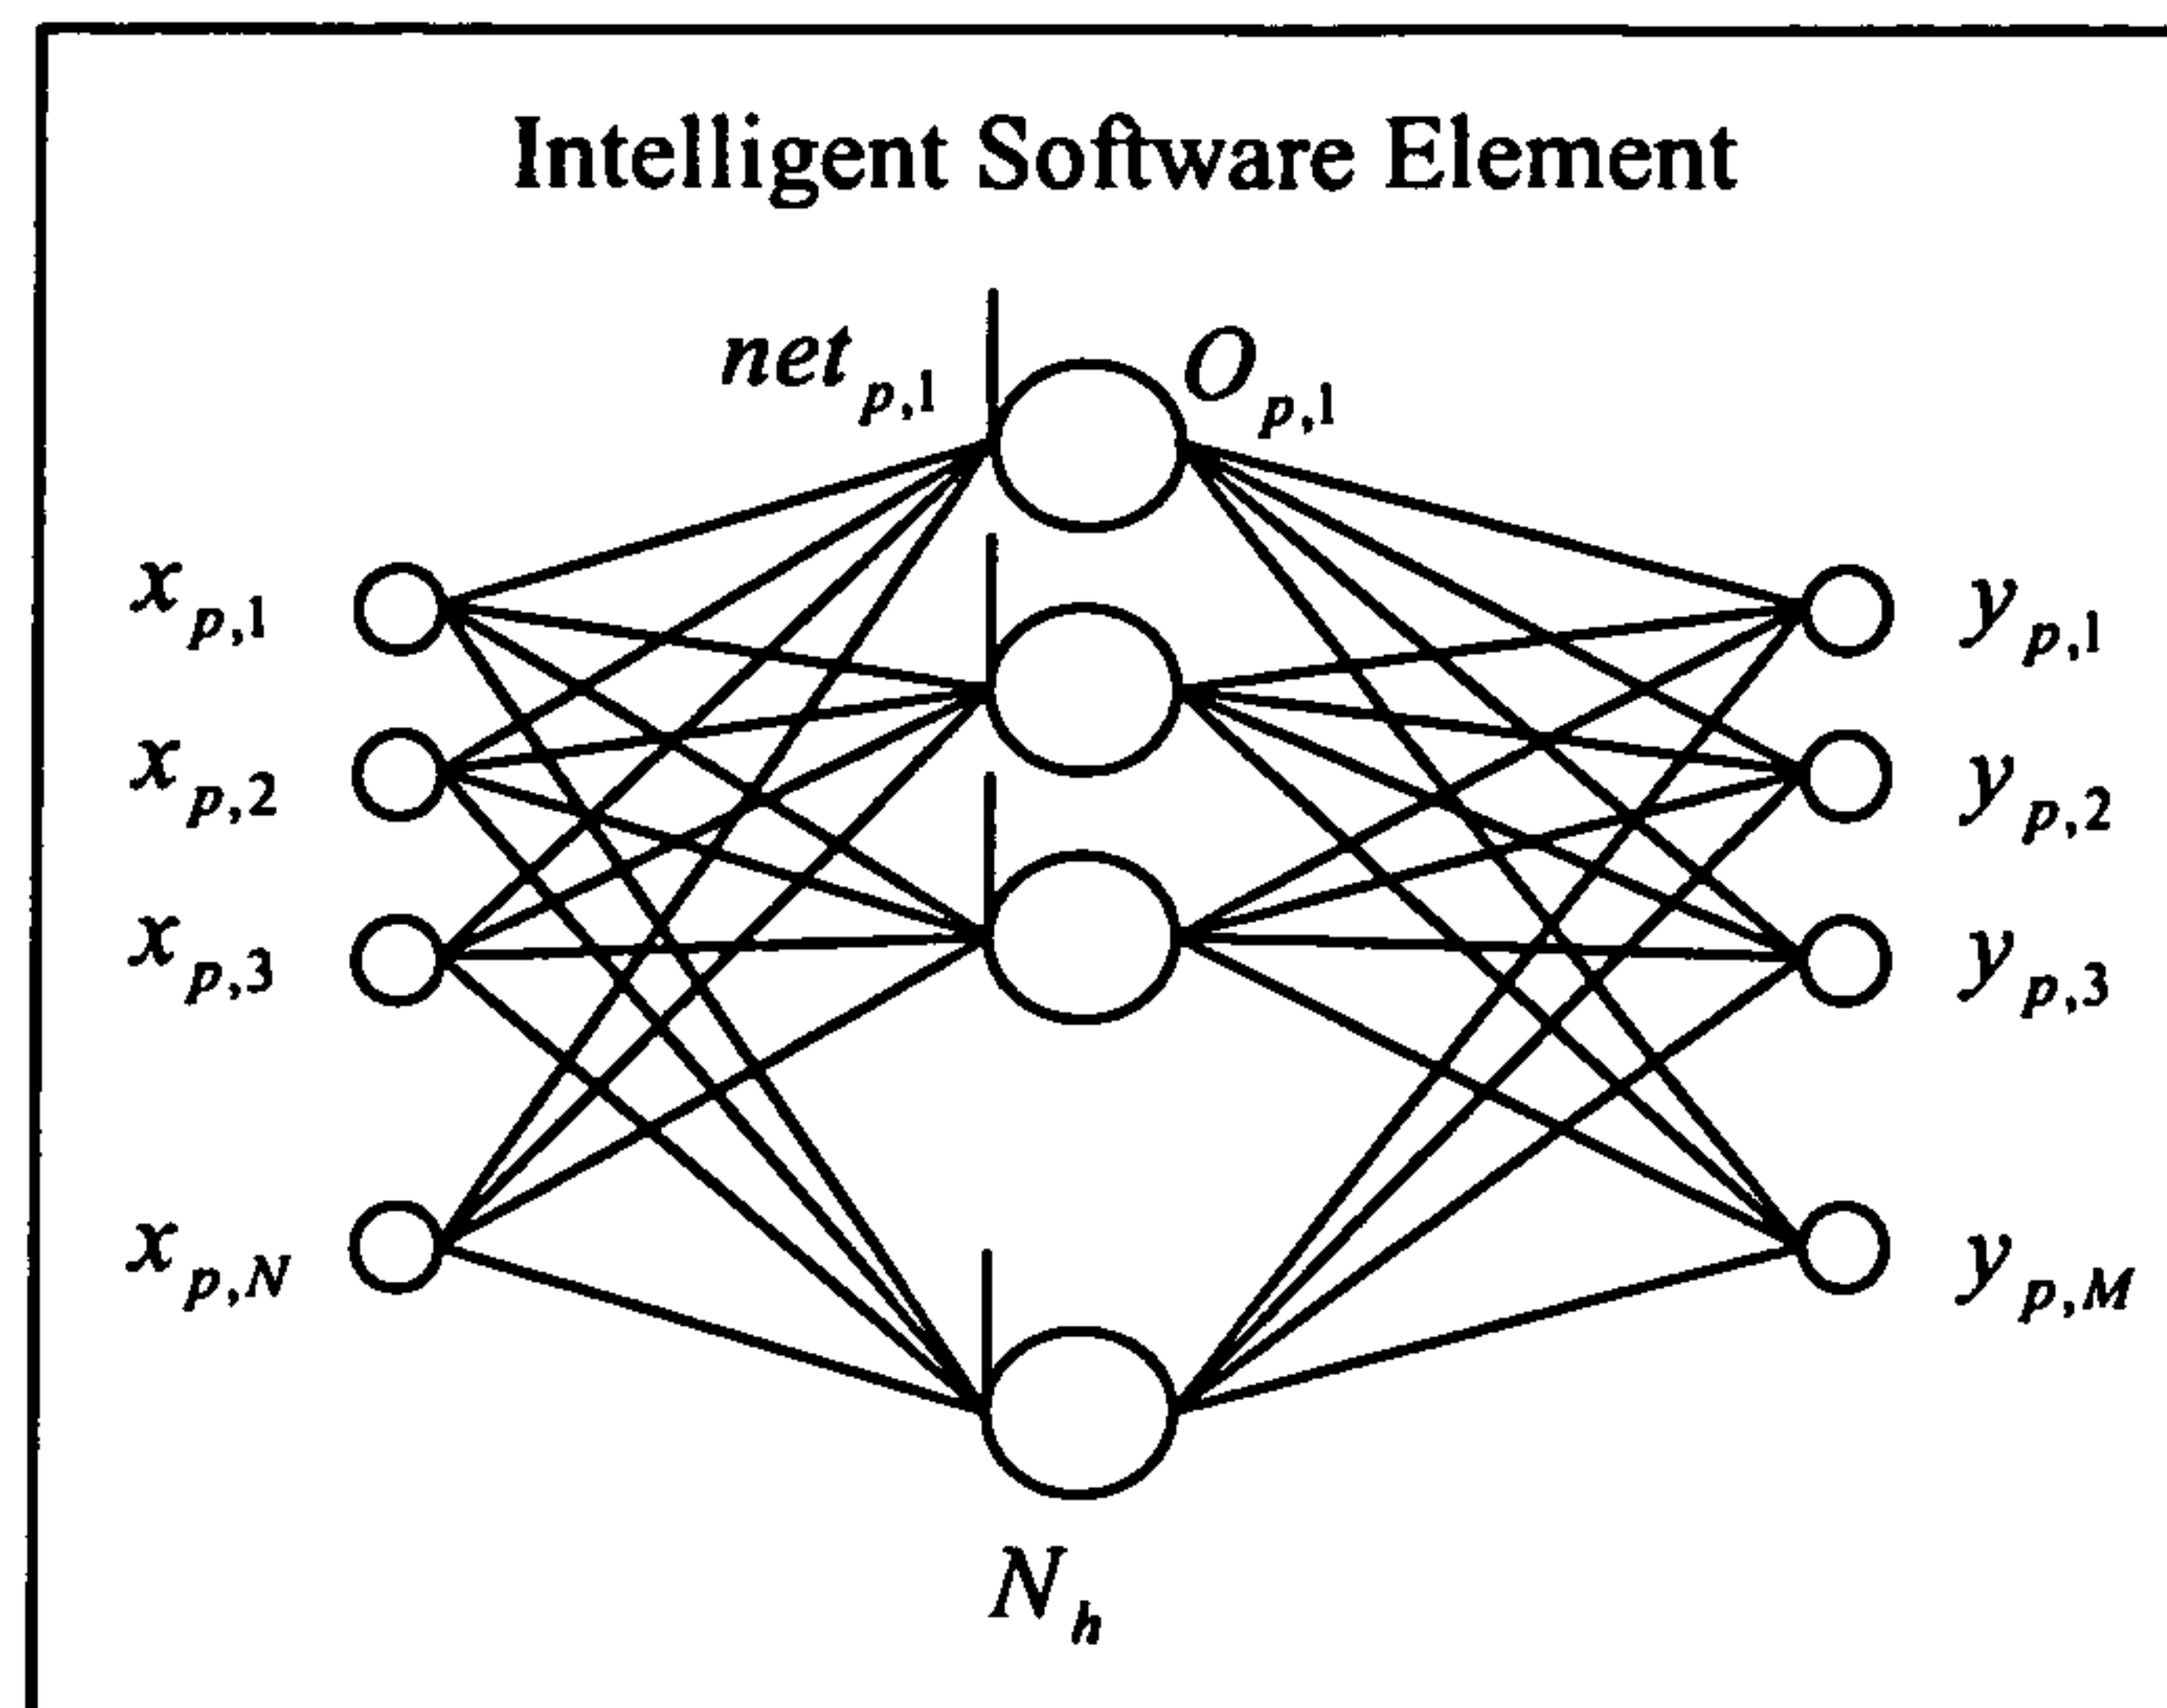 Intelligent Software Element
net p,1 O p,1
x p,1 y p,1
x p,2 y p,2
x p,3 y p,3
x p,N y p,M
N h